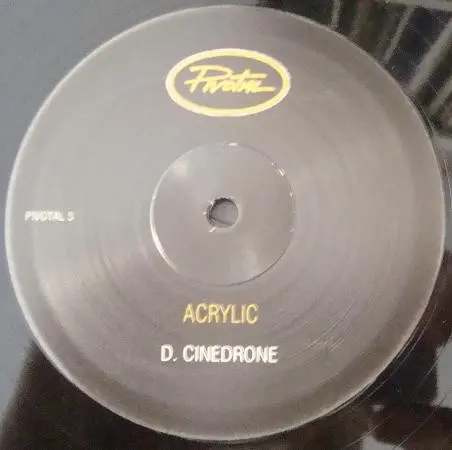 Pivotal
PIVOTAL 3
ACRYLIC
D. CINEDRONE